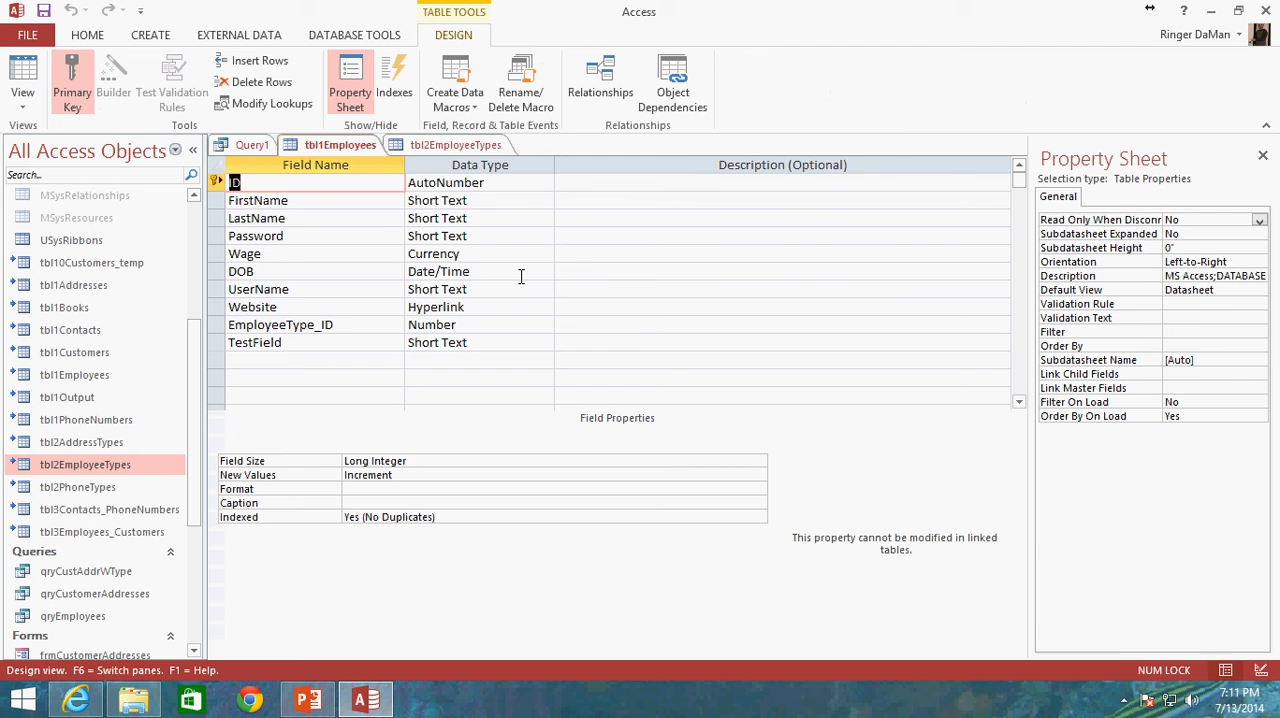 TABLE TOOLS
Access
?
FILE
HOME
CREATE
EXTERNAL DATA
DATABASE TOOLS
DESIGN
Ringer DaMan
View
Primary Key
Builder
Test Validation Rules
Insert Rows
Delete Rows
Modify Lookups
Property Sheet
Indexes
Create Data Macros
Rename/ Delete Macro
Relationships
Object Dependencies
Views
Tools
Show/Hide
Field, Record & Table Events
Relationships
All Access Objects
Search...
MSysRelationships
MSysResources
USysRibbons
tbl10Customers_temp
tbl1Addresses
tbl1Books
tbl1Contacts
tbl1Customers
tbl1Employees
tbl1Output
tbl1PhoneNumbers
tbl2AddressTypes
tbl2EmployeeTypes
tbl2PhoneTypes
tbl3Contacts_PhoneNumbers
tbl3Employees_Customers
Queries
qryCustAddrWType
qryCustomerAddresses
qryEmployees
Forms
frmCustomerAddresses
Query1
tbl1Employees
tbl2EmployeeTypes
Field Name Data Type Description (Optional)
ID AutoNumber
FirstName Short Text
LastName Short Text
Password Short Text
Wage Currency
DOB Date/Time
UserName Short Text
Website Hyperlink
EmployeeType_ID Number
TestField Short Text
Field Properties
Field Size Long Integer
New Values Increment
Format
Caption
Indexed Yes (No Duplicates)
This property cannot be modified in linked
tables.
Property Sheet
Selection type: Table Properties
General
Read Only When Disconr No
Subdatasheet Expanded No
Subdatasheet Height 0"
Orientation Left-to-Right
Description MS Access;DATABASE
Default View Datasheet
Validation Rule
Validation Text
Filter
Order By
Subdatasheet Name [Auto]
Link Child Fields
Link Master Fields
Filter On Load No
Order By On Load Yes
Design view. F6 = Switch panes. F1 = Help.
NUM LOCK
7:11 PM
7/13/2014